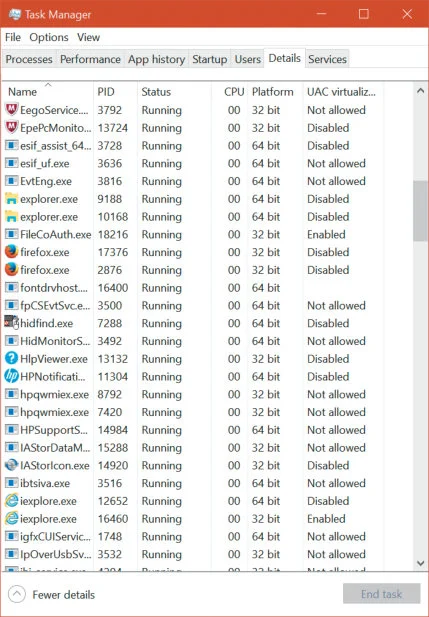 Task Manager
File Options View
Processes Performance App history Startup Users Details Services
Name PID Status CPU Platform UAC virtualiz...
EegoService.... 3792 Running 00 32 bit Not allowed
EpePcMonito... 13724 Running 00 32 bit Disabled
esif_assist_64... 3728 Running 00 64 bit Disabled
esif_uf.exe 3636 Running 00 64 bit Not allowed
EvtEng.exe 3816 Running 00 64 bit Not allowed
explorer.exe 9188 Running 00 64 bit Disabled
explorer.exe 10168 Running 00 64 bit Disabled
FileCoAuth.exe 18216 Running 00 32 bit Enabled
firefox.exe 17376 Running 00 32 bit Disabled
firefox.exe 2876 Running 00 32 bit Disabled
fontdrvhost.... 16400 Running 00 64 bit
fpCSEvtSvc.e... 3500 Running 00 64 bit Not allowed
hidfind.exe 7288 Running 00 64 bit Disabled
HidMonitorS... 3492 Running 00 64 bit Not allowed
HlpViewer.exe 13132 Running 00 32 bit Disabled
HPNotificati... 11304 Running 00 64 bit Disabled
hpqwmiex.exe 8792 Running 00 32 bit Not allowed
hpqwmiex.exe 7420 Running 00 32 bit Not allowed
HPSupportS... 14984 Running 00 64 bit Not allowed
IAStorDataM... 15288 Running 00 32 bit Not allowed
IAStorIcon.exe 14920 Running 00 32 bit Disabled
ibtsiva.exe 3516 Running 00 64 bit Not allowed
iexplore.exe 12652 Running 00 64 bit Disabled
iexplore.exe 16460 Running 00 32 bit Enabled
igfxCUIServic... 1748 Running 00 64 bit Not allowed
IpOverUsbSv... 3532 Running 00 32 bit Not allowed
Fewer details End task